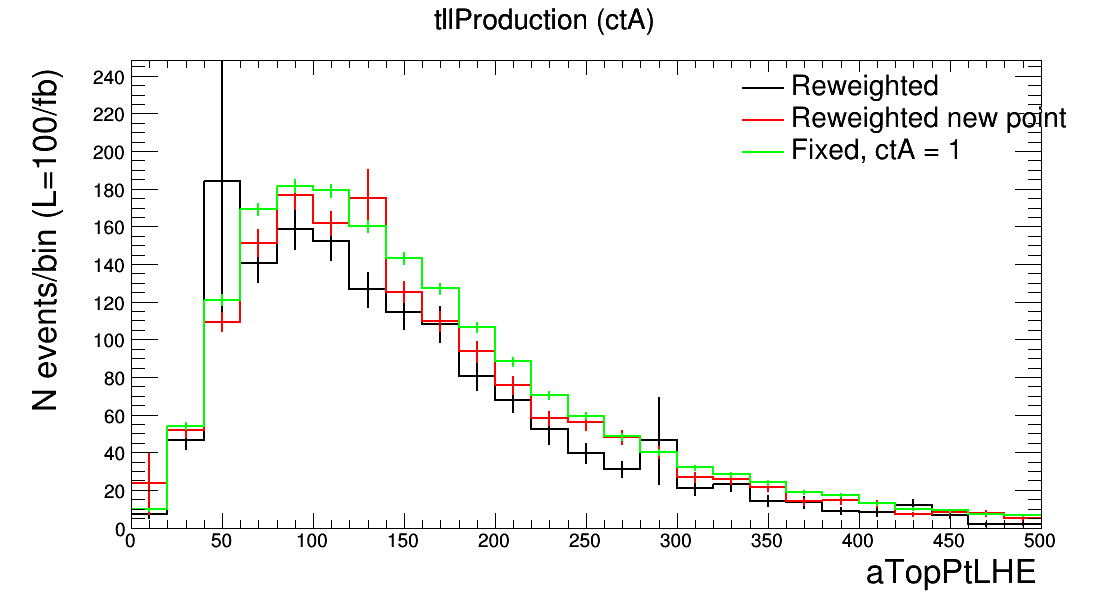 tllProduction (ctA)
N events/bin (L=100/fb)
240
220
200
180
160
140
120
100
80
60
40
20
0
Reweighted
Reweighted new point
Fixed, ctA = 1
0 50 100 150 200 250 300 350 400 450 500
aTopPtLHE